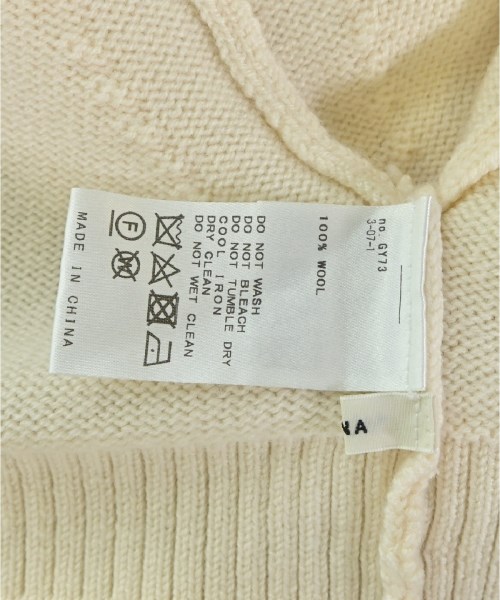 no. GY73
3-07-1
100% WOOL
DO NOT WASH
DO NOT BLEACH
DO NOT TUMBLE DRY
COOL IRON
DRY CLEAN
DO NOT WET CLEAN
MADE IN CHINA
NA